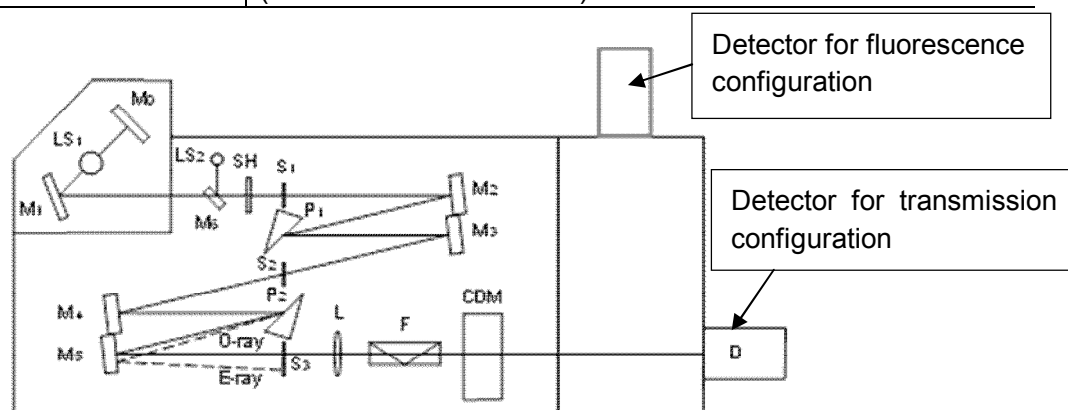 Detector for fluorescence
configuration
M0
LS1
M1
LS2
SH
S1
M6
P1
M2
M3
S2
P2
M4
M5
O-ray
E-ray
S3
L
F
CDM
D
Detector for transmission
configuration